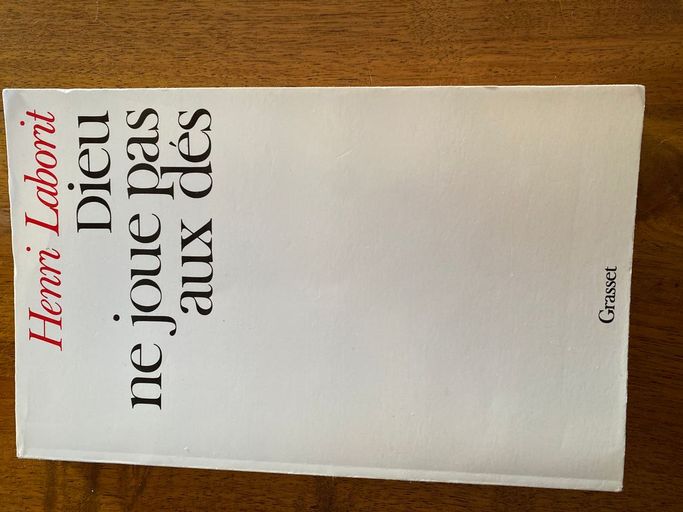 Henri Laborit
Dieu
ne joue pas
aux dés
Grasset